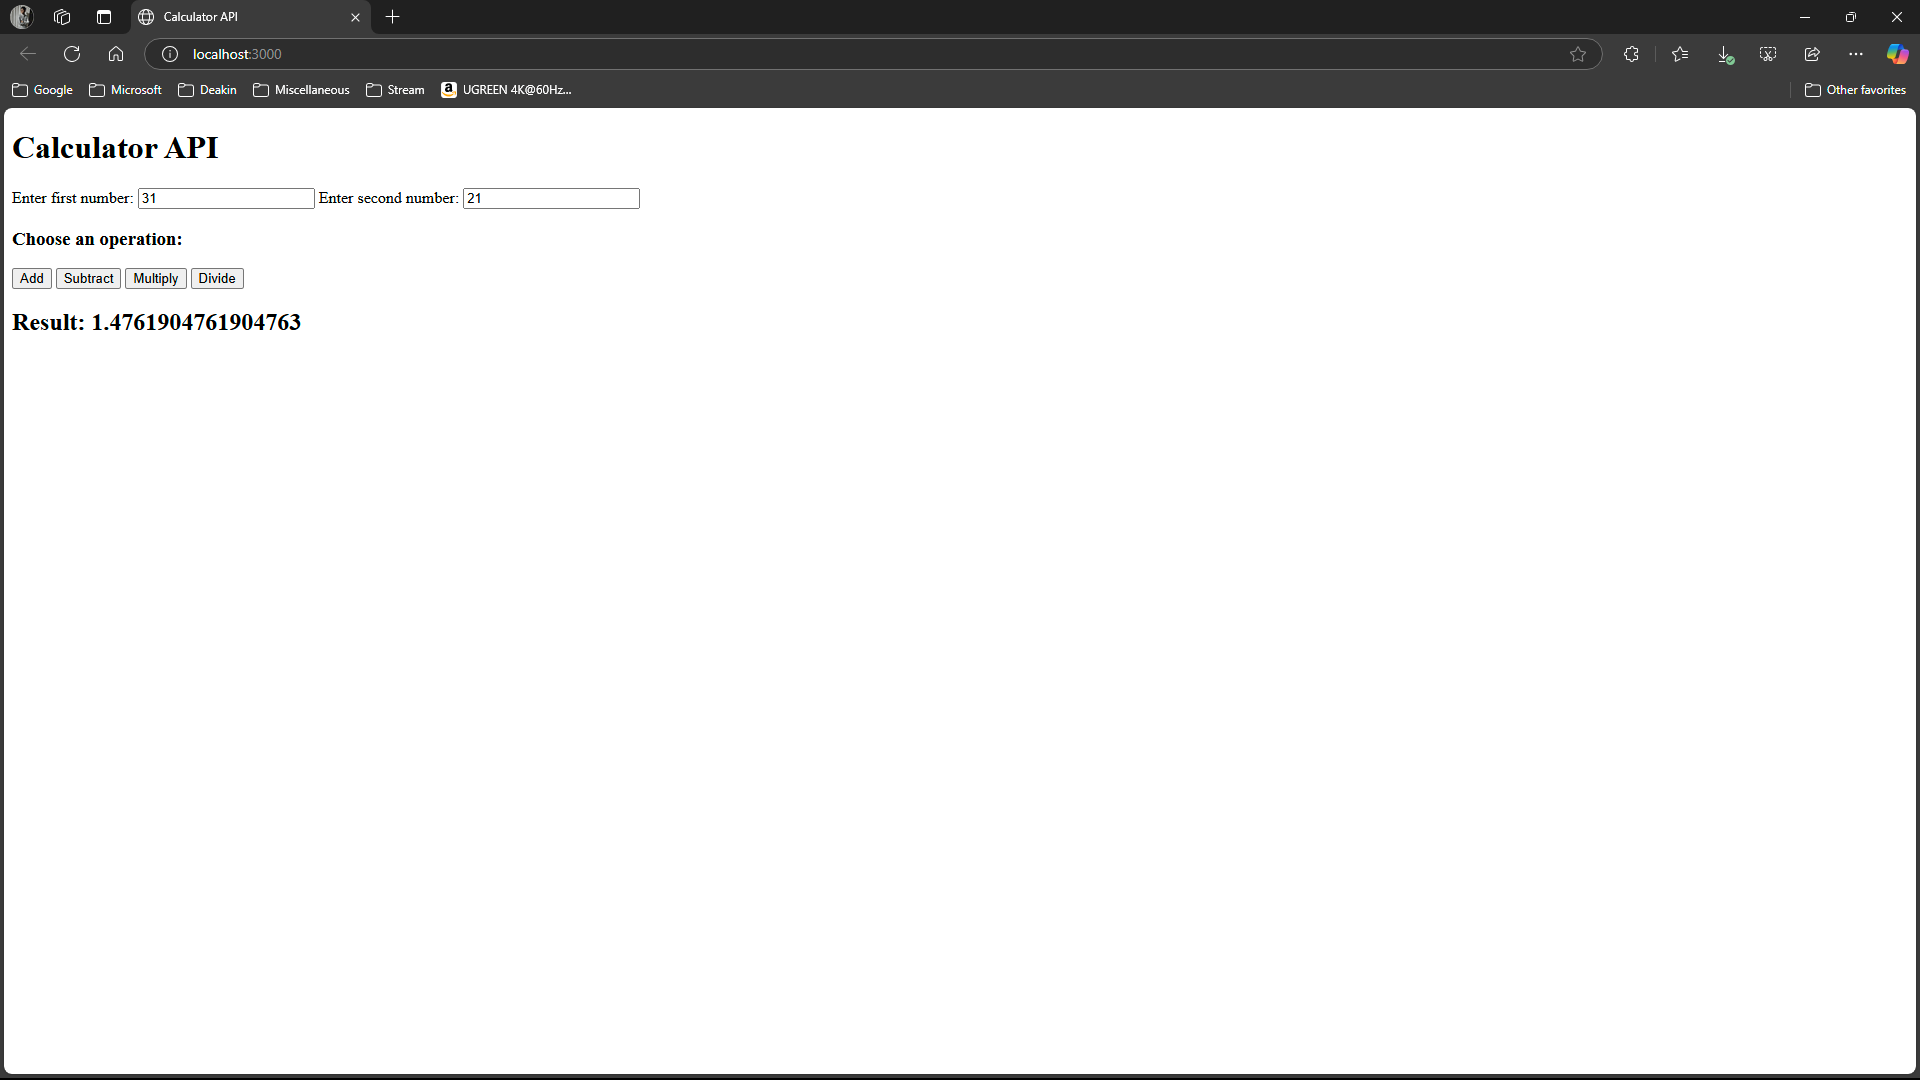 Calculator API
localhost:3000
Google Microsoft Deakin Miscellaneous Stream UGREEN 4K@60Hz... Other favorites
Calculator API
Enter first number: 31 Enter second number: 21
Choose an operation:
Add Subtract Multiply Divide
Result: 1.4761904761904763